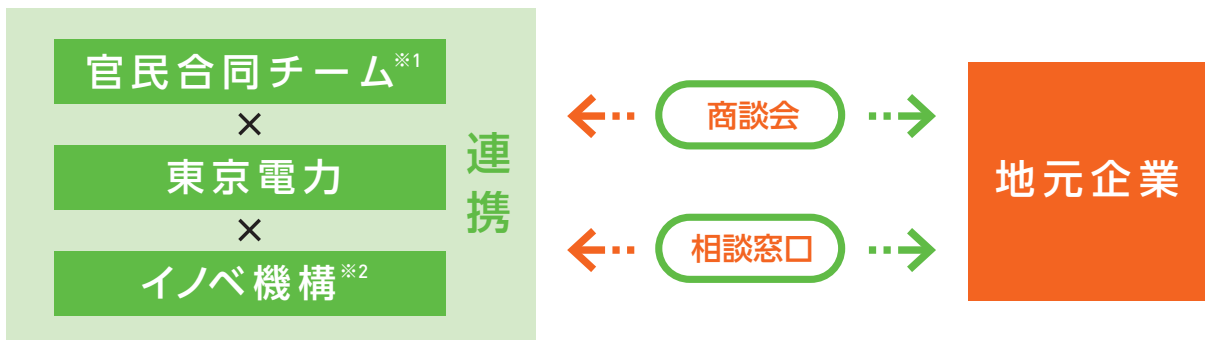 官民合同チーム※1
×
東京電力
×
イノベ機構※2
連携
商談会
相談窓口
地元企業